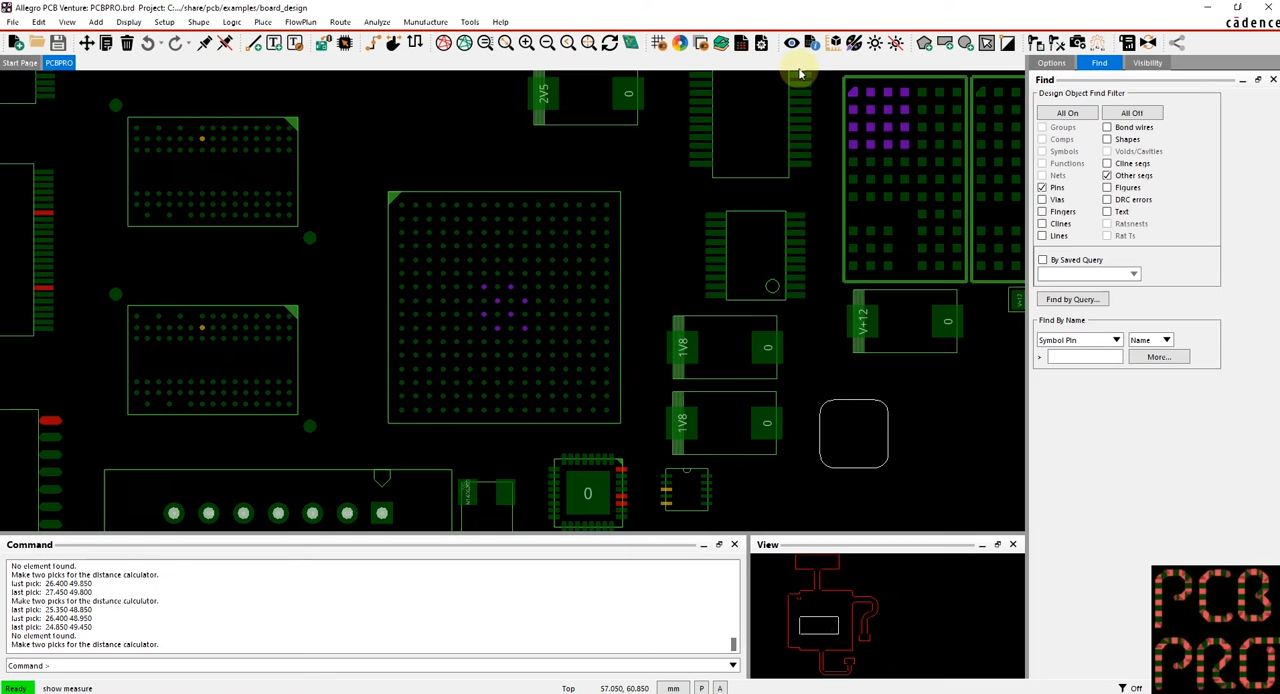 Allegro PCB Venture: PCBPRO.brd Project: C:.../share/pcb/examples/board_design
File Edit View Add Display Setup Shape Logic Place FlowPlan Route Analyze Manufacture Tools Help
cādence
Start Page PCBPRO
Options Find Visibility
Find
Design Object Find Filter
All On All Off
Groups Bond wires
Comps Shapes
Symbols Voids/Cavities
Functions Cline segs
Nets Other segs
Pins Figures
Vias DRC errors
Fingers Text
Clines Ratsnests
Lines Rat Ts
By Saved Query
Find by Query...
Find By Name
Symbol Pin Name
> More...
2V5 0
V+12 0
1V8 0
1V8 0
0
V+12
Command
No element found.
Make two picks for the distance calculator.
last pick: 26.400 49.850
last pick: 27.450 49.800
Make two picks for the distance calculator.
last pick: 25.350 48.850
last pick: 26.400 48.950
last pick: 24.850 49.450
No element found.
Make two picks for the distance calculator.
Command >
View
PCB
PRO
Ready show measure Top 57.050, 60.850 mm P A Off